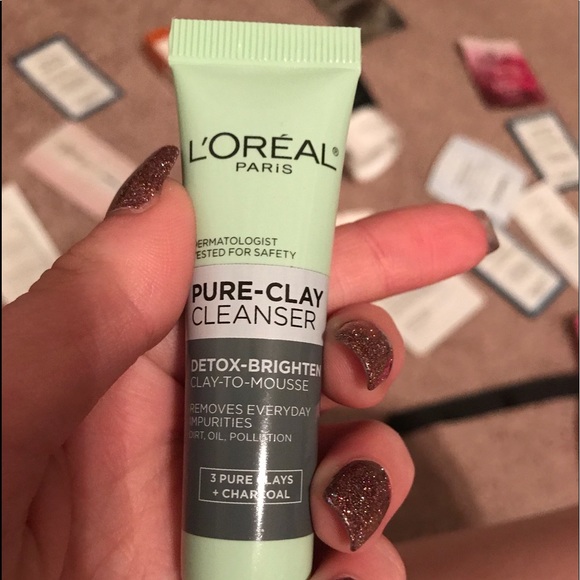 L'ORÉAL®
PARIS
DERMATOLOGIST
TESTED FOR SAFETY
PURE-CLAY
CLEANSER
DETOX-BRIGHTEN
CLAY-TO-MOUSSE
REMOVES EVERYDAY
IMPURITIES
DIRT, OIL, POLLUTION
3 PURE CLAYS
+ CHARCOAL